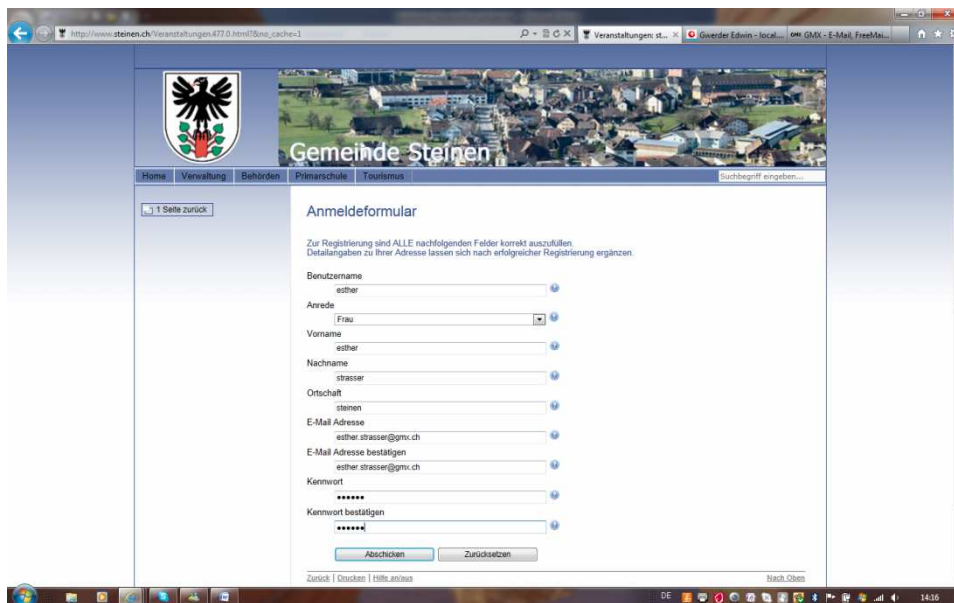 http://www.steinen.ch/Veranstaltungen.477.0.html?&no_cache=1
Veranstaltungen: st...
Gwerder Edwin - local....
GMX - E-Mail, FreeMai...
Gemeinde Steinen
Home Verwaltung Behörden Primarschule Tourismus
Suchbegriff eingeben...
1 Seite zurück
Anmeldeformular
Zur Registrierung sind ALLE nachfolgenden Felder korrekt auszufüllen.
Detailangaben zu Ihrer Adresse lassen sich nach erfolgreicher Registrierung ergänzen.
Benutzername
esther
Anrede
Frau
Vorname
esther
Nachname
strasser
Ortschaft
steinen
E-Mail Adresse
esther.strasser@gmx.ch
E-Mail Adresse bestätigen
esther.strasser@gmx.ch
Kennwort
••••••
Kennwort bestätigen
••••••
Abschicken Zurücksetzen
Zurück | Drucken | Hilfe an/aus
Nach Oben
DE
14:16